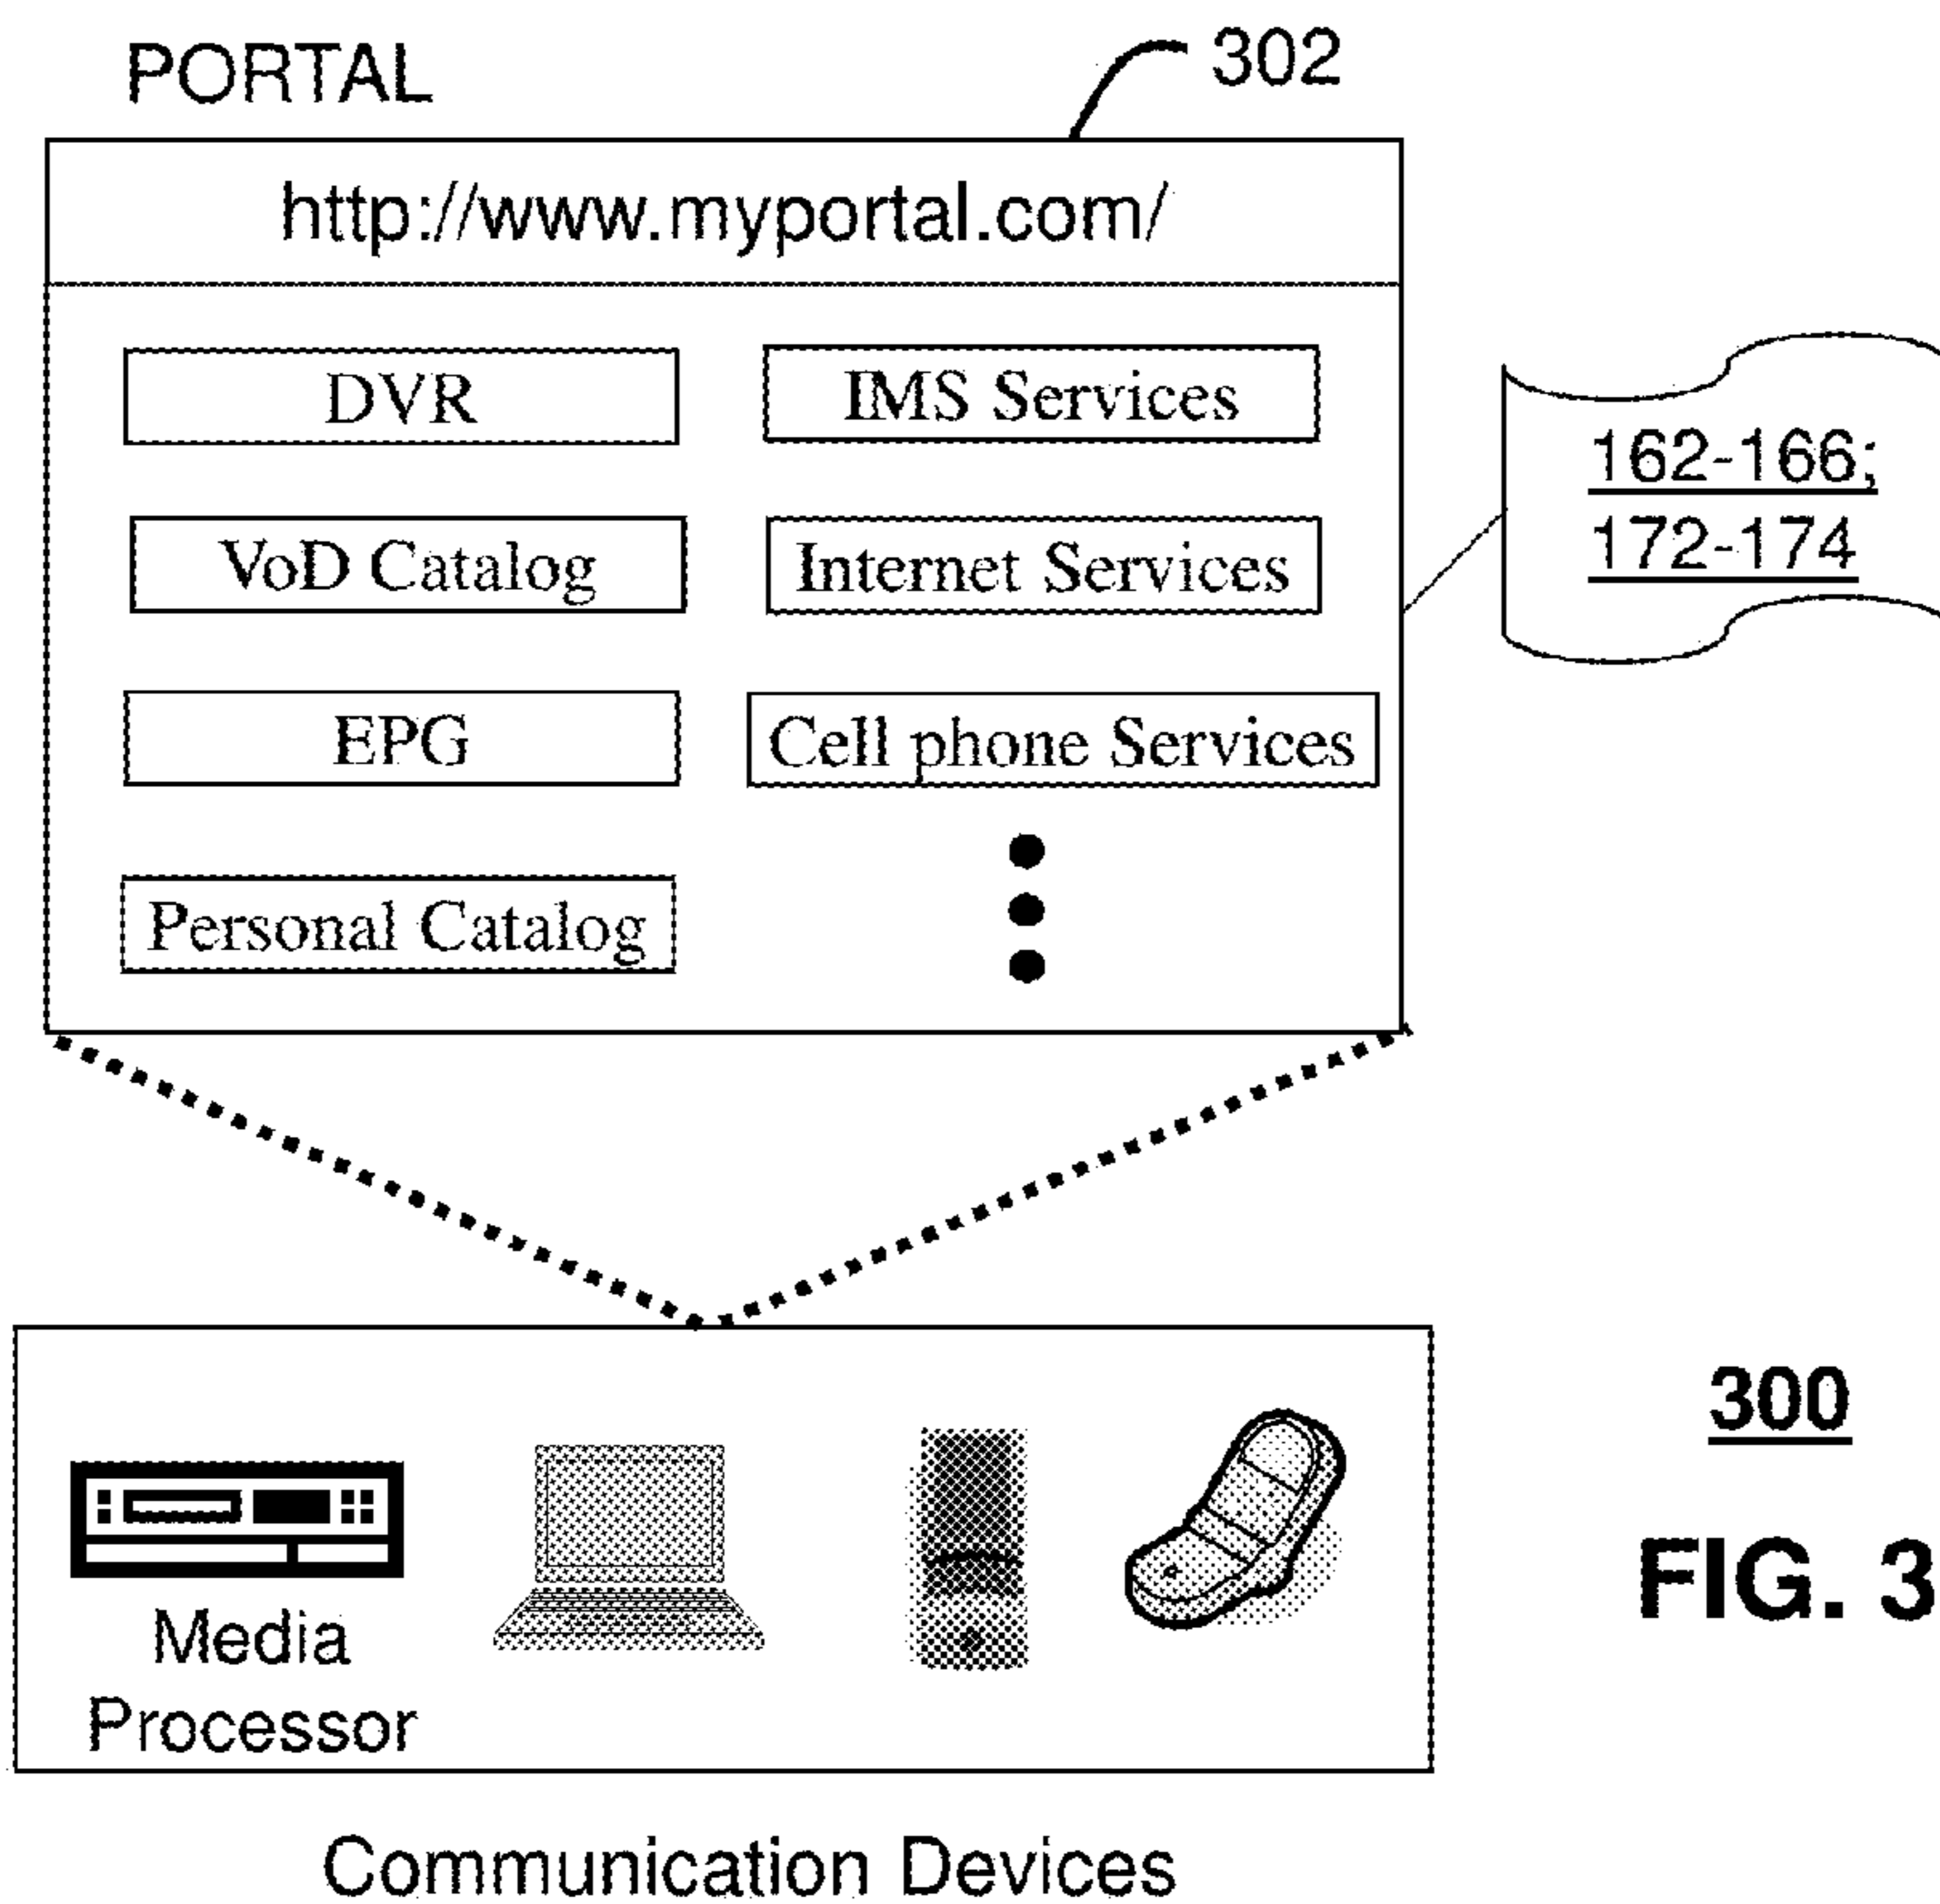 PORTAL
302
http://www.myportal.com/
DVR
IMS Services
VoD Catalog
Internet Services
EPG
Cell phone Services
Personal Catalog
162-166;
172-174
Media
Processor
Communication Devices
300
FIG. 3